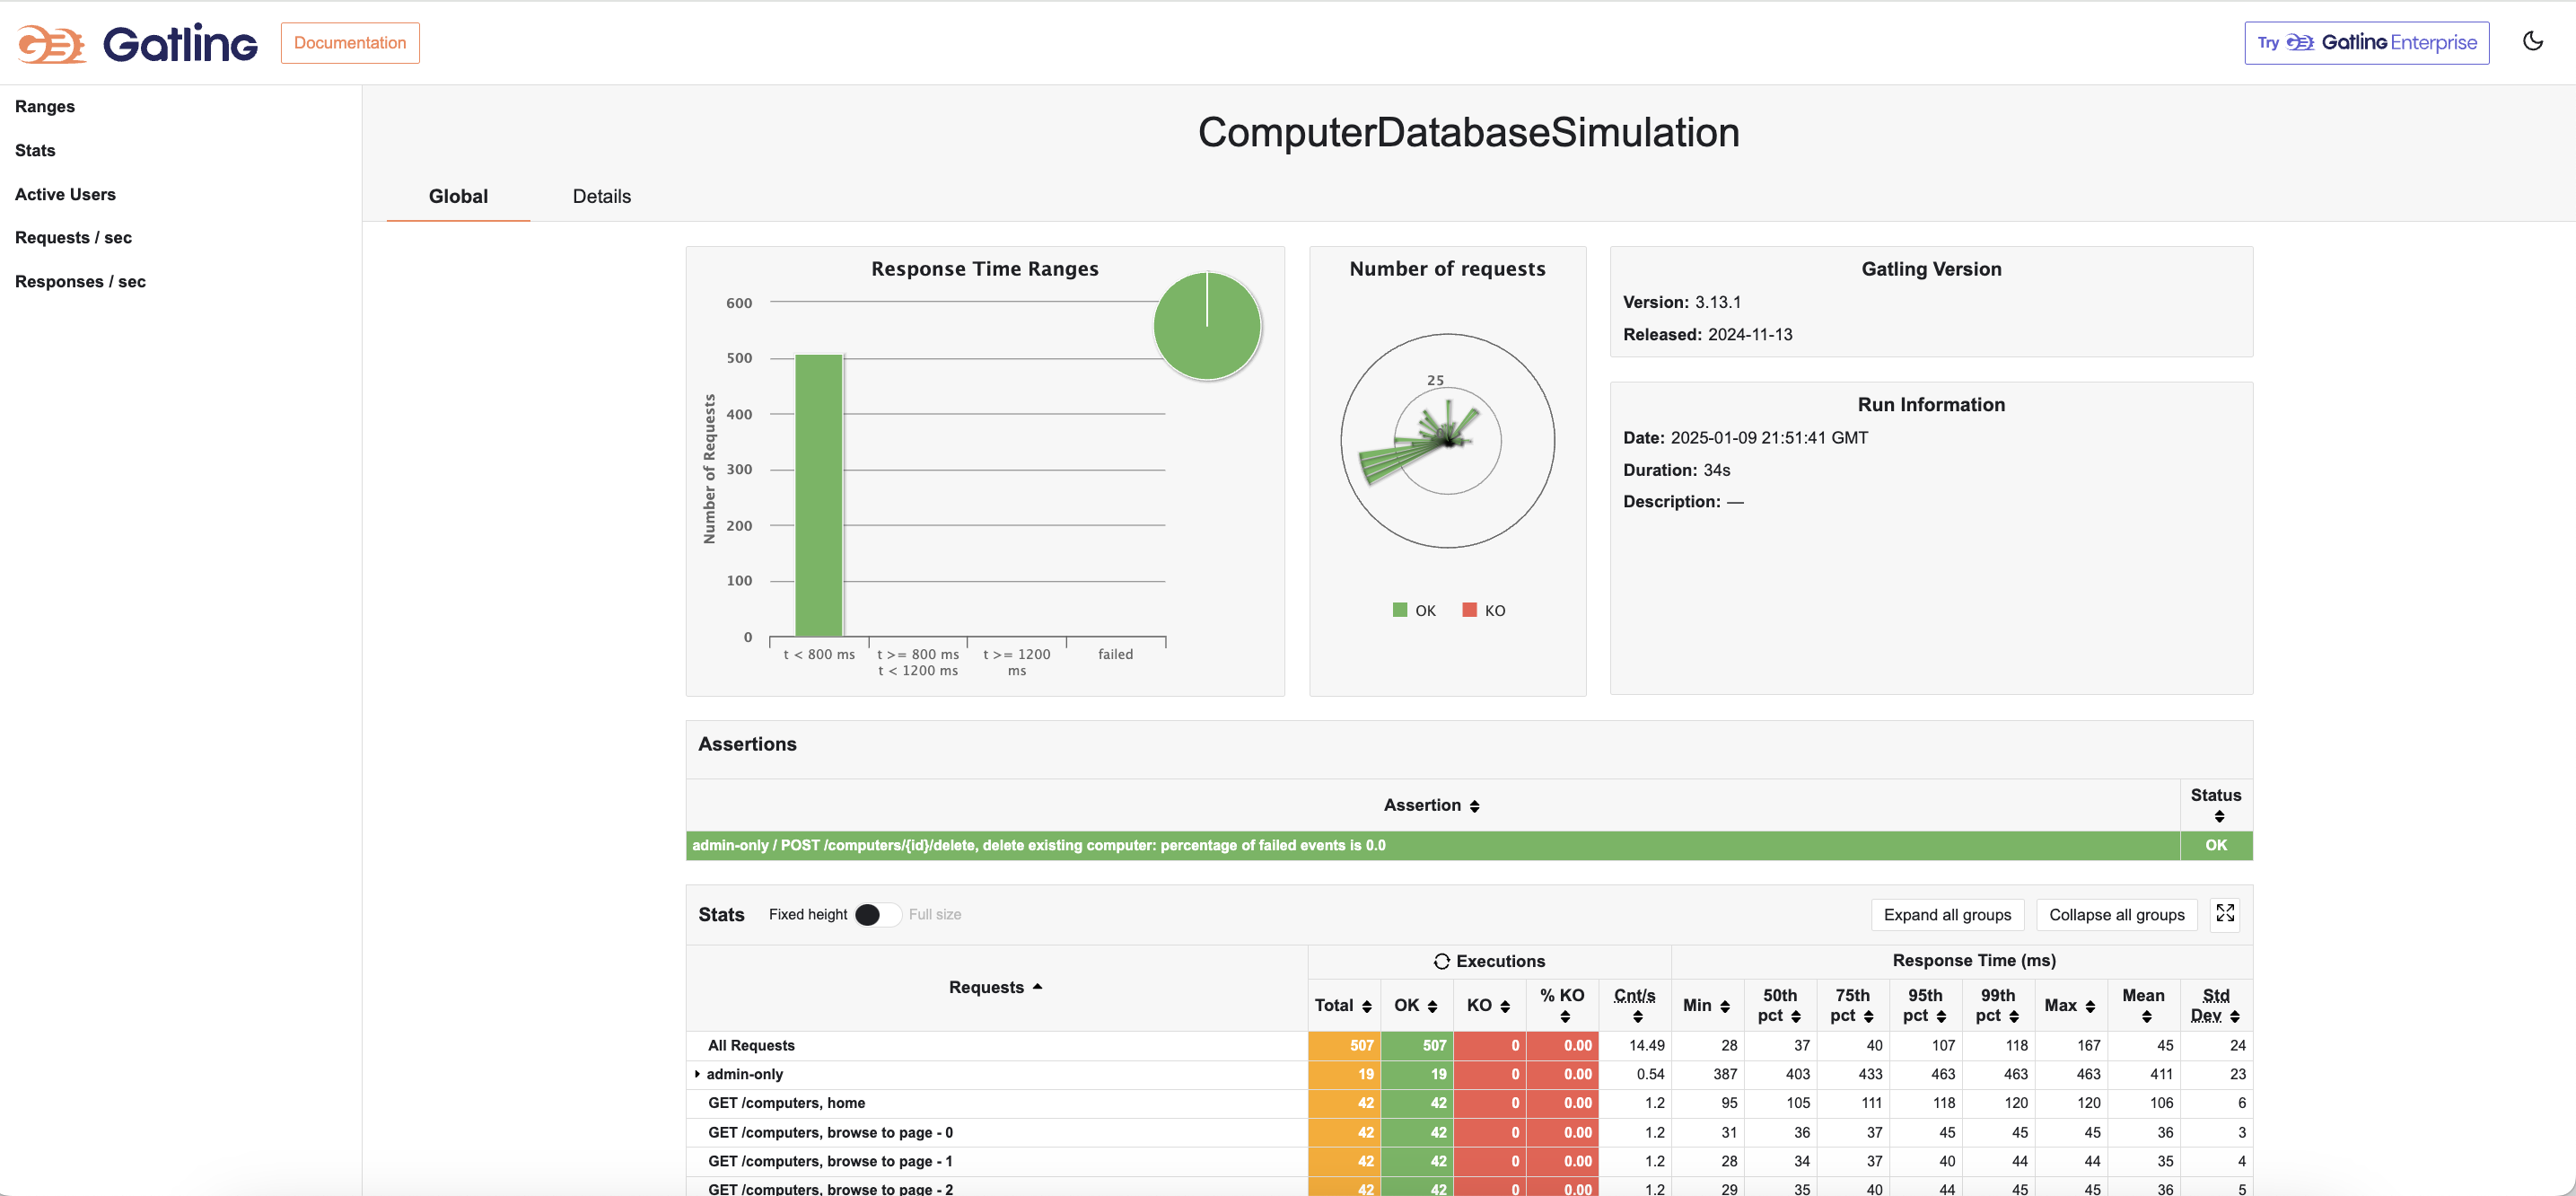 Gatling
Documentation
Try Gatling Enterprise
Ranges
Stats
Active Users
Requests / sec
Responses / sec
ComputerDatabaseSimulation
Global
Details
Response Time Ranges
Number of Requests
600
500
400
300
200
100
0
t < 800 ms
t >= 800 ms
t < 1200 ms
t >= 1200
ms
failed
Number of requests
25
OK
KO
Gatling Version
Version: 3.13.1
Released: 2024-11-13
Run Information
Date: 2025-01-09 21:51:41 GMT
Duration: 34s
Description: —
Assertions
Assertion
Status
admin-only / POST /computers/{id}/delete, delete existing computer: percentage of failed events is 0.0 OK
Stats
Fixed height
Full size
Expand all groups
Collapse all groups
Requests
Executions
Response Time (ms)
Total OK KO % KO Cnt/s Min 50th pct 75th pct 95th pct 99th pct Max Mean Std Dev
All Requests 507 507 0 0.00 14.49 28 37 40 107 118 167 45 24
admin-only 19 19 0 0.00 0.54 387 403 433 463 463 463 411 23
GET /computers, home 42 42 0 0.00 1.2 95 105 111 118 120 120 106 6
GET /computers, browse to page - 0 42 42 0 0.00 1.2 31 36 37 45 45 45 36 3
GET /computers, browse to page - 1 42 42 0 0.00 1.2 28 34 37 40 44 44 35 4
GET /computers, browse to page - 2 42 42 0 0.00 1.2 29 35 40 44 45 45 36 5